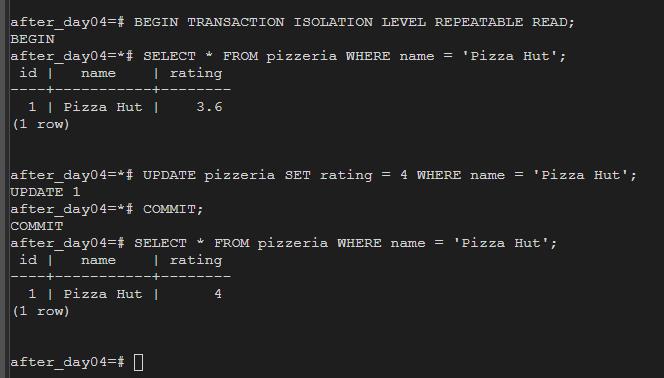 after_day04=# BEGIN TRANSACTION ISOLATION LEVEL REPEATABLE READ;
BEGIN
after_day04=*# SELECT * FROM pizzeria WHERE name = 'Pizza Hut';
 id |   name    | rating
----+-----------+--------
  1 | Pizza Hut |    3.6
(1 row)

after_day04=*# UPDATE pizzeria SET rating = 4 WHERE name = 'Pizza Hut';
UPDATE 1
after_day04=*# COMMIT;
COMMIT
after_day04=# SELECT * FROM pizzeria WHERE name = 'Pizza Hut';
 id |   name    | rating
----+-----------+--------
  1 | Pizza Hut |      4
(1 row)

after_day04=#